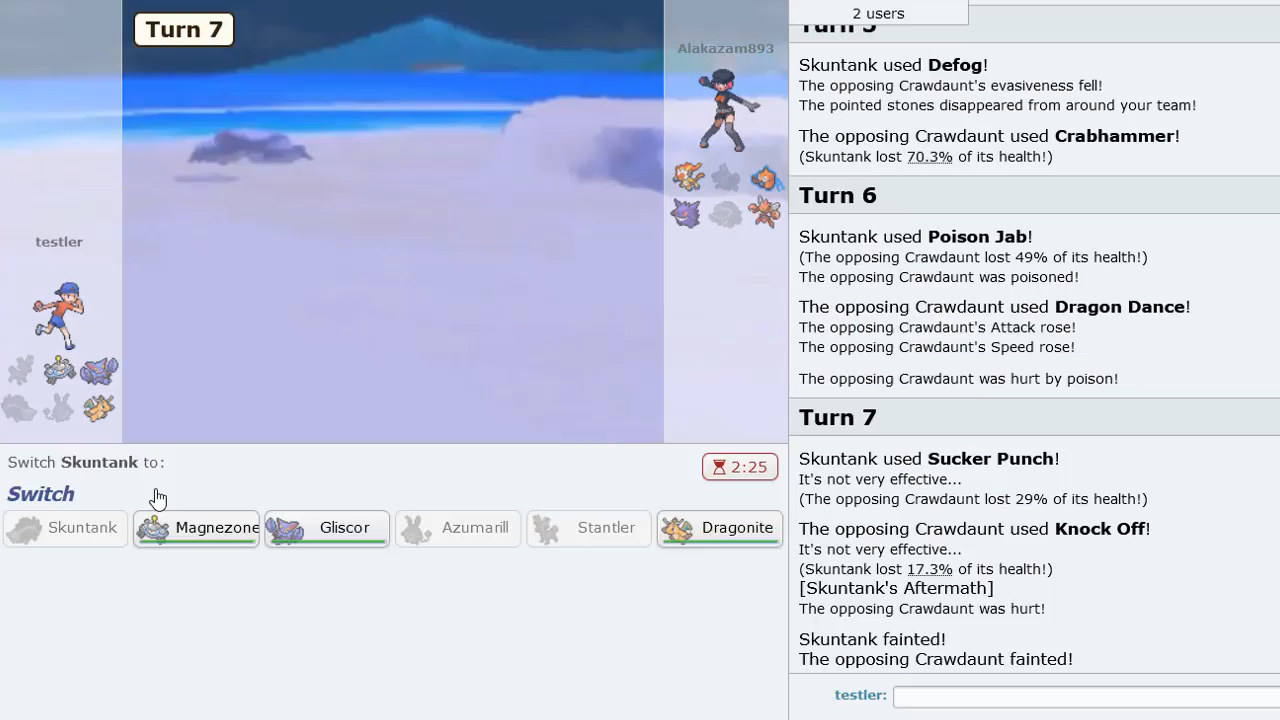 Turn 7
Alakazam893
testler
Switch Skuntank to:
2:25
Switch
Skuntank
Magnezone
Gliscor
Azumarill
Stantler
Dragonite
2 users
Turn 5
Skuntank used Defog!
The opposing Crawdaunt's evasiveness fell!
The pointed stones disappeared from around your team!
The opposing Crawdaunt used Crabhammer!
(Skuntank lost 70.3% of its health!)
Turn 6
Skuntank used Poison Jab!
(The opposing Crawdaunt lost 49% of its health!)
The opposing Crawdaunt was poisoned!
The opposing Crawdaunt used Dragon Dance!
The opposing Crawdaunt's Attack rose!
The opposing Crawdaunt's Speed rose!
The opposing Crawdaunt was hurt by poison!
Turn 7
Skuntank used Sucker Punch!
It's not very effective...
(The opposing Crawdaunt lost 29% of its health!)
The opposing Crawdaunt used Knock Off!
It's not very effective...
(Skuntank lost 17.3% of its health!)
[Skuntank's Aftermath]
The opposing Crawdaunt was hurt!
Skuntank fainted!
The opposing Crawdaunt fainted!
testler: